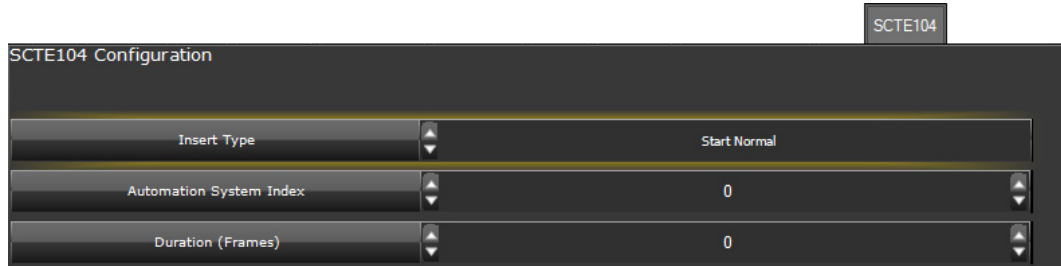 SCTE104
SCTE104 Configuration
Insert Type Start Normal
Automation System Index 0
Duration (Frames) 0